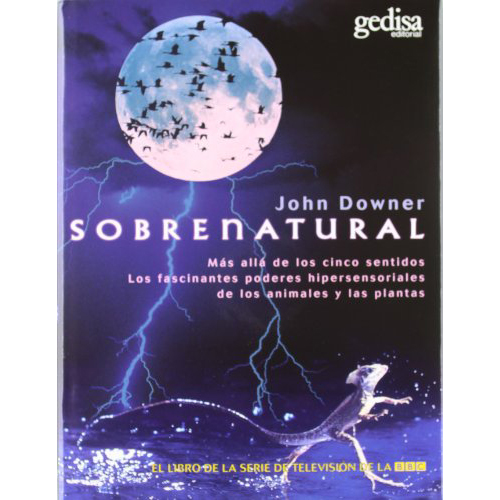 gedisa
editorial
John Downer
SOBRENATURAL
Más allá de los cinco sentidos
Los fascinantes poderes hipersensoriales
de los animales y las plantas
EL LIBRO DE LA SERIE DE TELEVISIÓN DE LA BBC